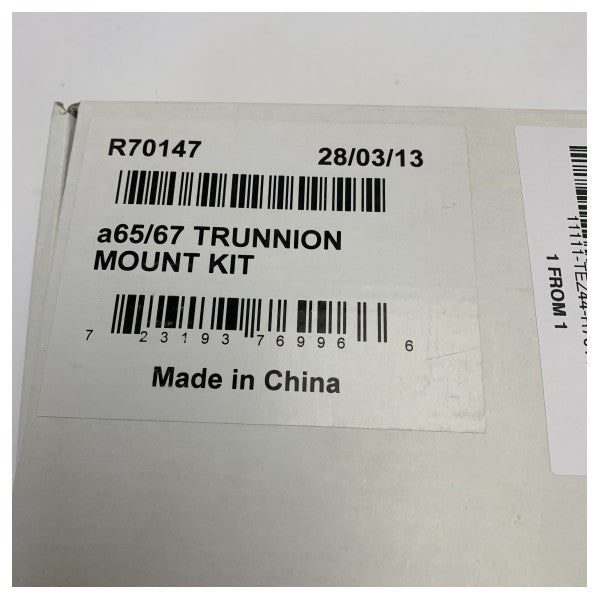 R70147 28/03/13
a65/67 TRUNNION
MOUNT KIT
7 23193 76996 6
Made in China
1 FROM 1